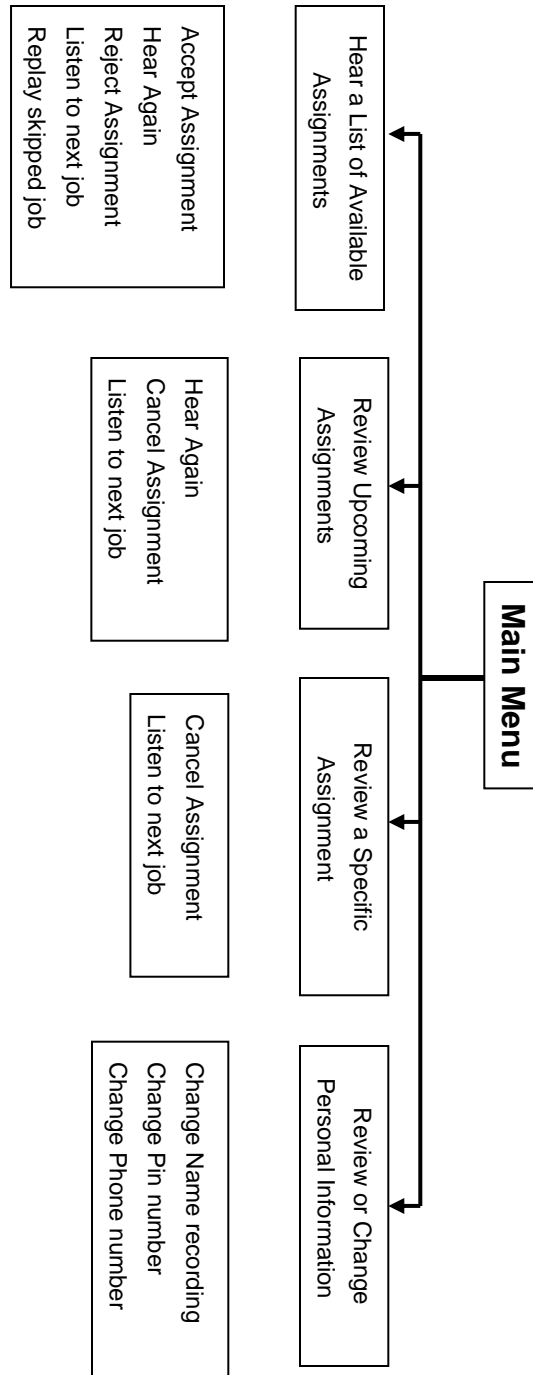 Main Menu
Hear a List of Available
Assignments
Accept Assignment
Hear Again
Reject Assignment
Listen to next job
Replay skipped job
Review Upcoming
Assignments
Hear Again
Cancel Assignment
Listen to next job
Review a Specific
Assignment
Cancel Assignment
Listen to next job
Review or Change
Personal Information
Change Name recording
Change Pin number
Change Phone number